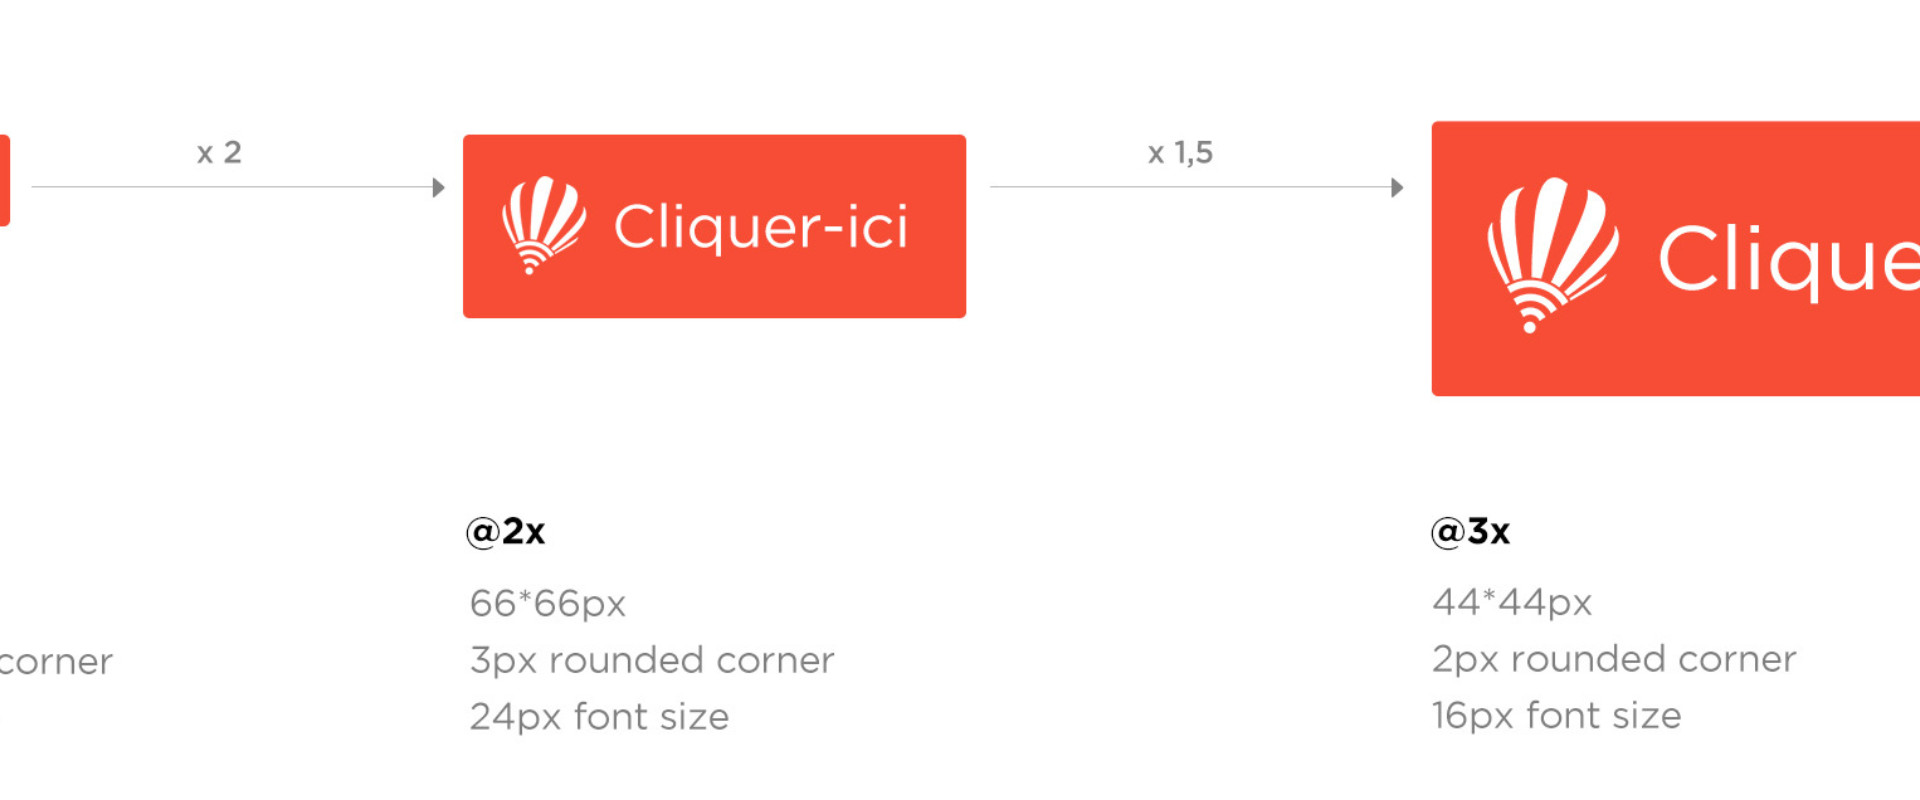 x 2
Cliquer-ici
x 1,5
Clique
@2x
66*66px
3px rounded corner
24px font size
@3x
44*44px
2px rounded corner
16px font size
corner